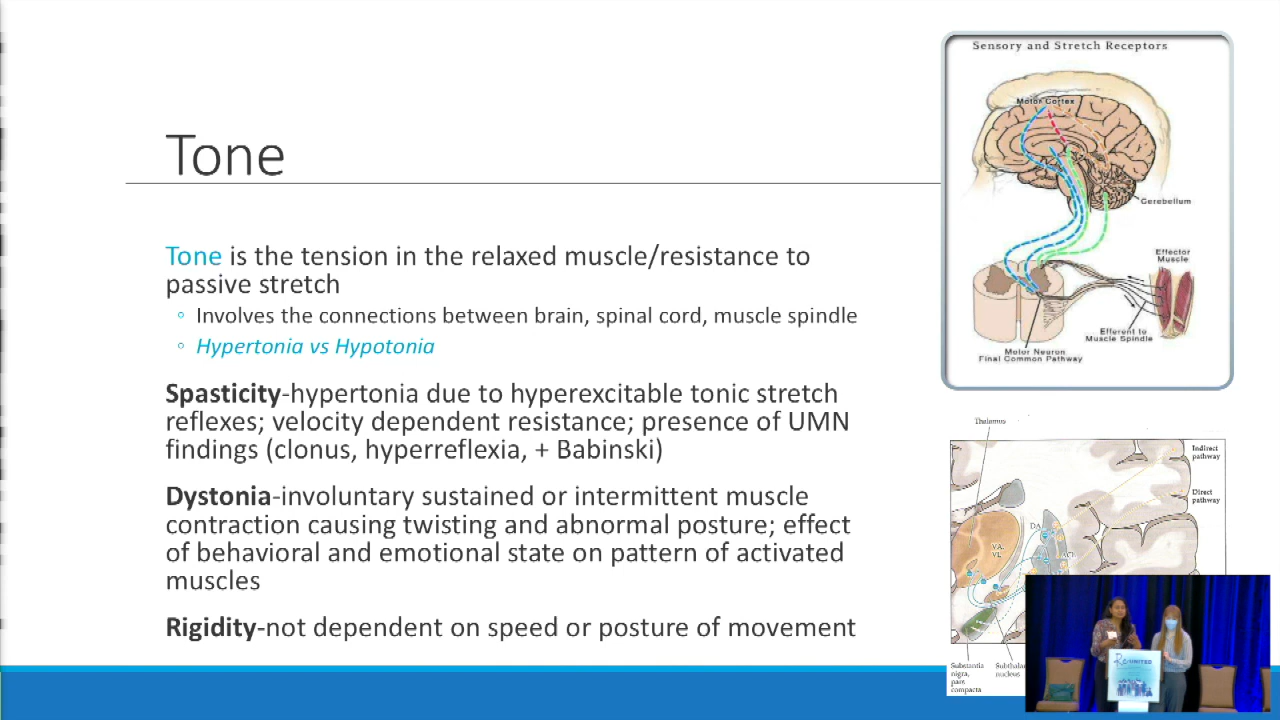 Tone
Tone is the tension in the relaxed muscle/resistance to
passive stretch
◦ Involves the connections between brain, spinal cord, muscle spindle
◦ Hypertonia vs Hypotonia
Spasticity-hypertonia due to hyperexcitable tonic stretch
reflexes; velocity dependent resistance; presence of UMN
findings (clonus, hyperreflexia, + Babinski)
Dystonia-involuntary sustained or intermittent muscle
contraction causing twisting and abnormal posture; effect
of behavioral and emotional state on pattern of activated
muscles
Rigidity-not dependent on speed or posture of movement
Sensory and Stretch Receptors
Motor Cortex
Cerebellum
Effector
Muscle
Efferent to
Muscle Spindle
Motor Neuron
Final Common Pathway
Thalamus
Indirect
pathway
Direct
pathway
DA
ACh
VA,
VL
Substantia
nigra,
pars
compacta
nucleus